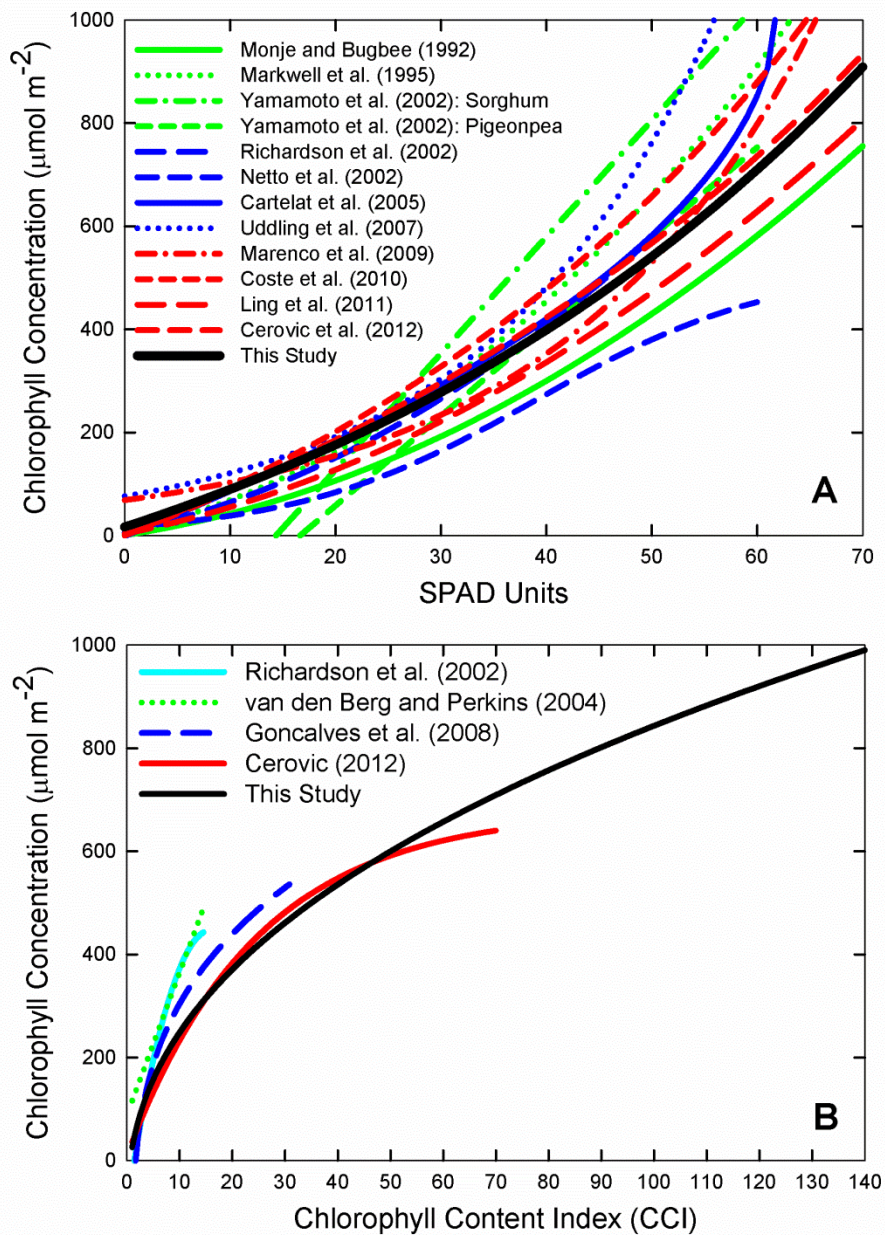 Chlorophyll Concentration (μmol m⁻²)
1000
800
600
400
200
0
Monje and Bugbee (1992)
Markwell et al. (1995)
Yamamoto et al. (2002): Sorghum
Yamamoto et al. (2002): Pigeonpea
Richardson et al. (2002)
Netto et al. (2002)
Cartelat et al. (2005)
Uddling et al. (2007)
Marenco et al. (2009)
Coste et al. (2010)
Ling et al. (2011)
Cerovic et al. (2012)
This Study
A
0 10 20 30 40 50 60 70
SPAD Units
Chlorophyll Concentration (μmol m⁻²)
1000
800
600
400
200
0
Richardson et al. (2002)
van den Berg and Perkins (2004)
Goncalves et al. (2008)
Cerovic (2012)
This Study
B
0 10 20 30 40 50 60 70 80 90 100 110 120 130 140
Chlorophyll Content Index (CCI)